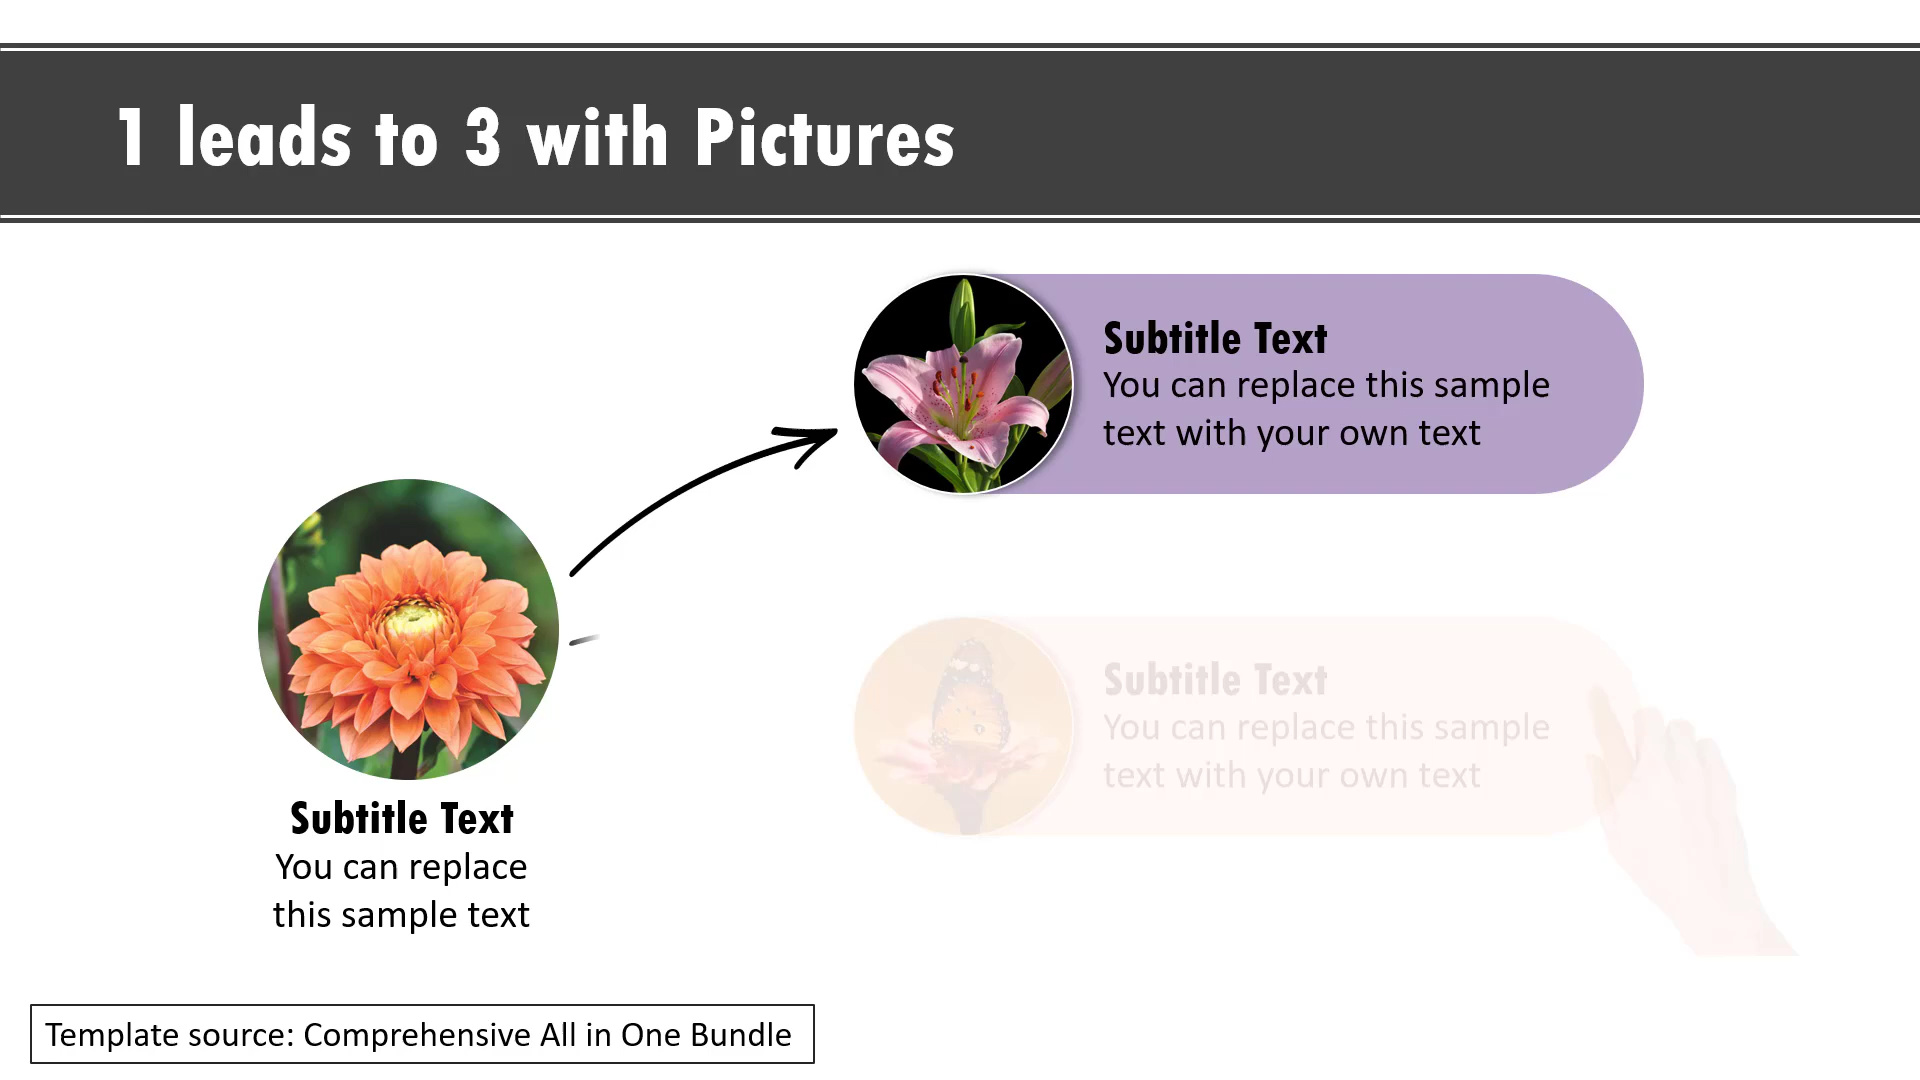 1 leads to 3 with Pictures
Subtitle Text
You can replace this sample
text with your own text
Subtitle Text
You can replace this sample
text with your own text
Subtitle Text
You can replace
this sample text
Template source: Comprehensive All in One Bundle